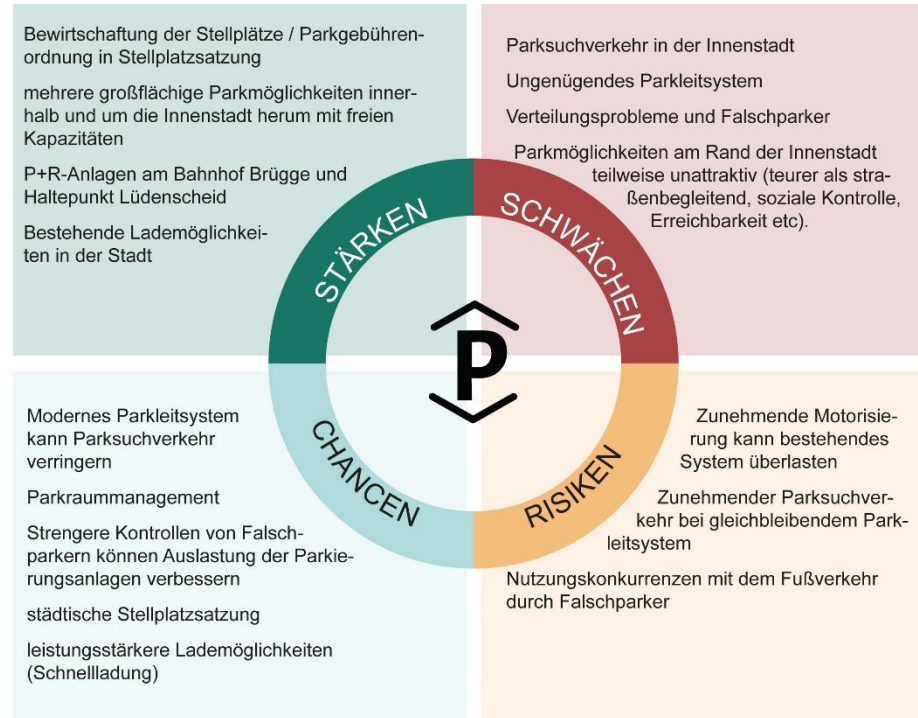 Bewirtschaftung der Stellplätze / Parkgebühren-
ordnung in Stellplatzsatzung
mehrere großflächige Parkmöglichkeiten inner-
halb und um die Innenstadt herum mit freien
Kapazitäten
P+R-Anlagen am Bahnhof Brügge und
Haltepunkt Lüdenscheid
Bestehende Lademöglichkei-
ten in der Stadt
STÄRKEN
Parksuchverkehr in der Innenstadt
Ungenügendes Parkleitsystem
Verteilungsprobleme und Falschparker
Parkmöglichkeiten am Rand der Innenstadt
teilweise unattraktiv (teurer als stra-
ßenbegleitend, soziale Kontrolle,
Erreichbarkeit etc).
SCHWÄCHEN
P
Modernes Parkleitsystem
kann Parksuchverkehr
verringern
Parkraummanagement
Strengere Kontrollen von Falsch-
parkern können Auslastung der Parkie-
rungsanlagen verbessern
städtische Stellplatzsatzung
leistungsstärkere Lademöglichkeiten
(Schnellladung)
CHANCEN
Zunehmende Motorisie-
rung kann bestehendes
System überlasten
Zunehmender Parksuchver-
kehr bei gleichbleibendem Park-
leitsystem
Nutzungskonkurrenzen mit dem Fußverkehr
durch Falschparker
RISIKEN